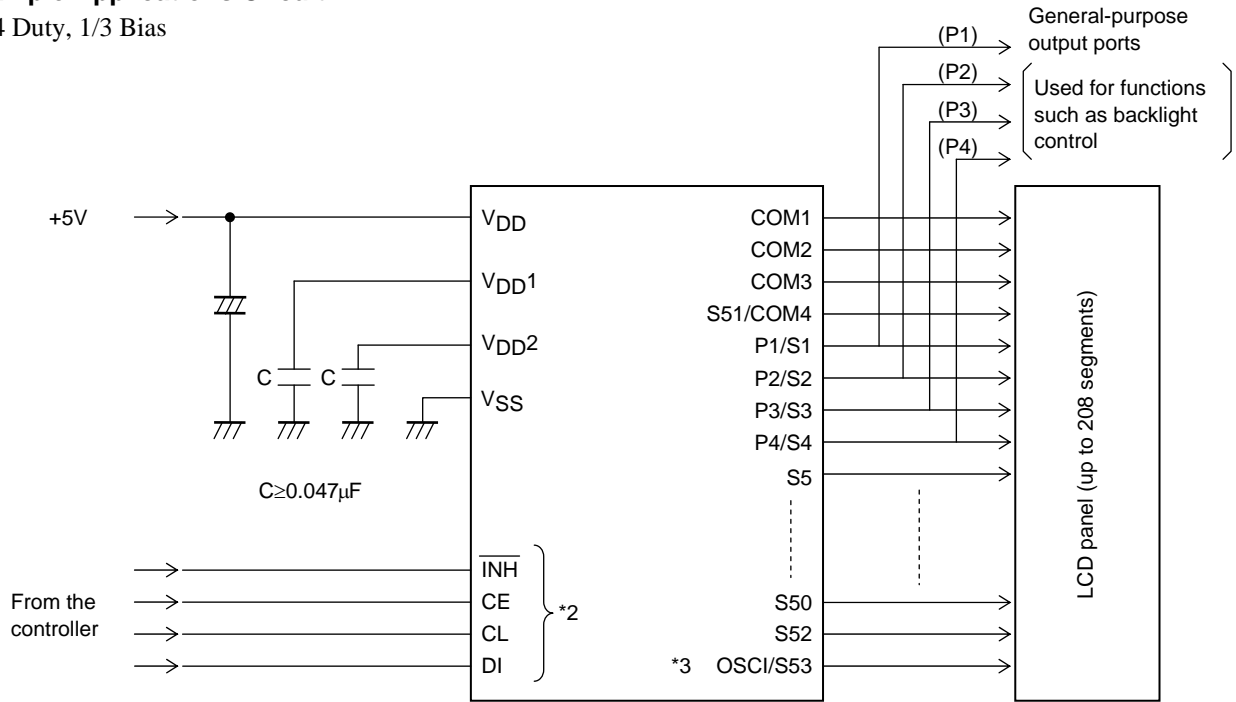 4 Duty, 1/3 Bias
General-purpose
output ports
(P1)
(P2)
(P3)
(P4)
Used for functions
such as backlight
control
+5V
VDD
VDD1
VDD2
VSS
C
C
C≥0.047μF
COM1
COM2
COM3
S51/COM4
P1/S1
P2/S2
P3/S3
P4/S4
S5
S50
S52
*3 OSCI/S53
LCD panel (up to 208 segments)
From the
controller
INH
CE
CL
DI
*2